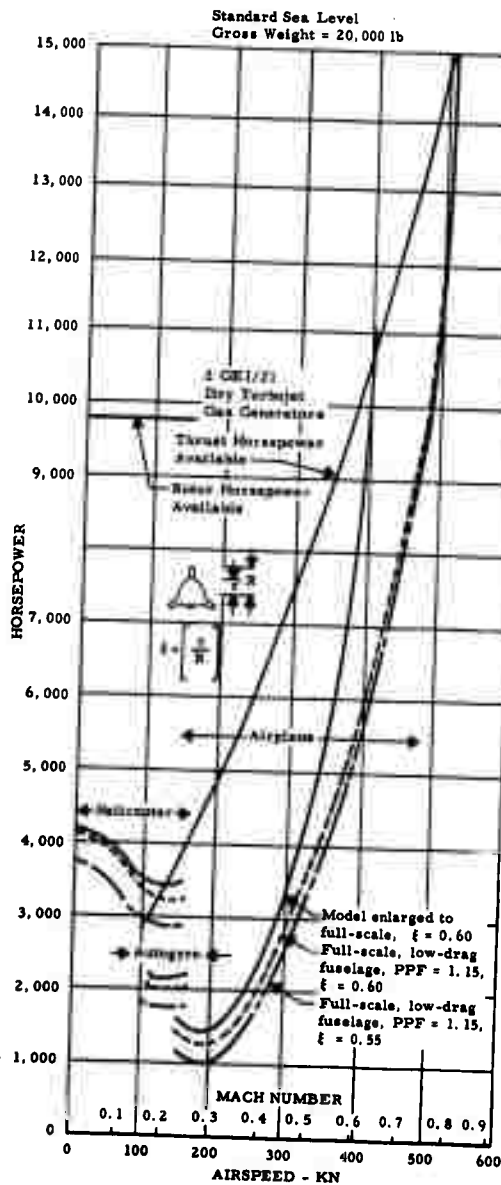 Standard Sea Level
Gross Weight = 20,000 lb
15,000
14,000
13,000
12,000
11,000
10,000
9,000
7,000
6,000
5,000
4,000
3,000
2,000
1,000
0
HORSEPOWER
Dry Turbojet
Gas Generators
Thrust Horsepower
Available
Rotor Horsepower
Available
Airplane
Helicopter
Autogyro
Model enlarged to
full-scale, ξ = 0.60
Full-scale, low-drag
fuselage, PPF = 1.15,
ξ = 0.60
Full-scale, low-drag
fuselage, PPF = 1.15,
ξ = 0.55
MACH NUMBER
0.1 0.2 0.3 0.4 0.5 0.6 0.7 0.8 0.9
0 100 200 300 400 500 600
AIRSPEED - KN